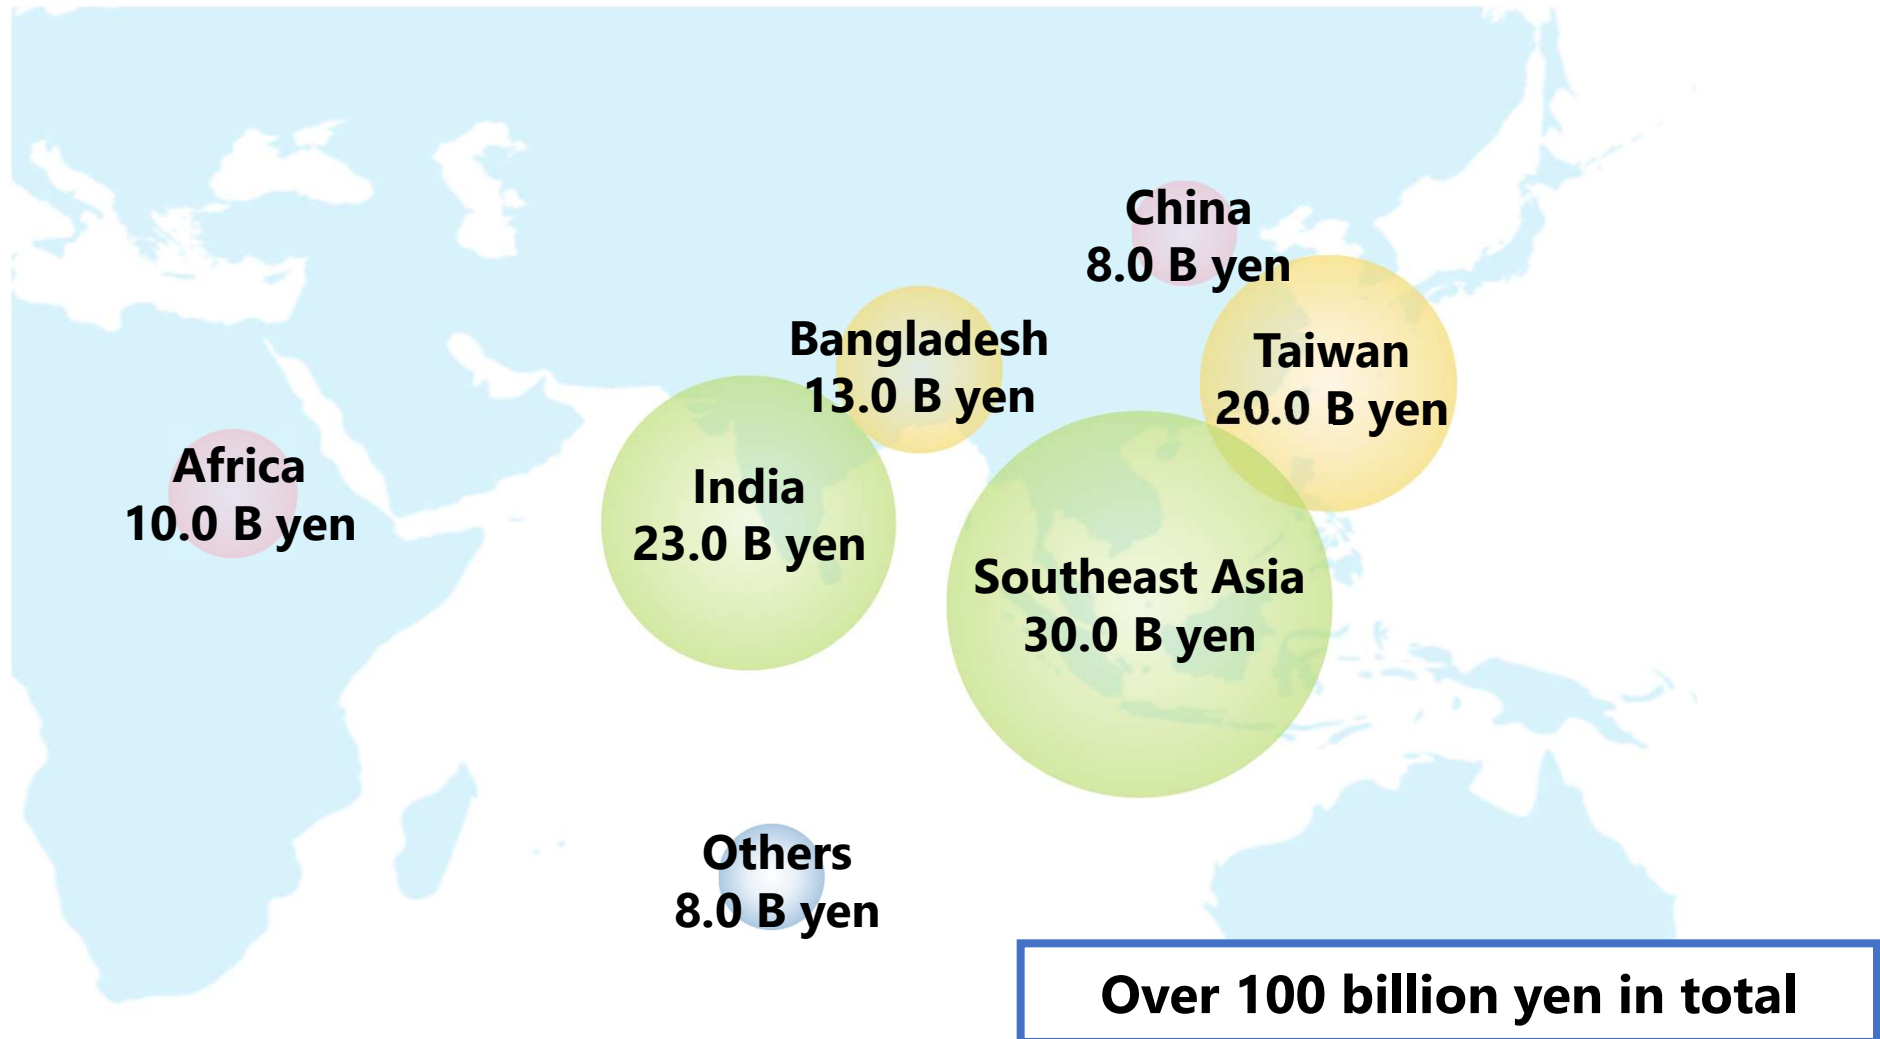 China
8.0 B yen
Bangladesh
13.0 B yen
Taiwan
20.0 B yen
Africa
10.0 B yen
India
23.0 B yen
Southeast Asia
30.0 B yen
Others
8.0 B yen
Over 100 billion yen in total